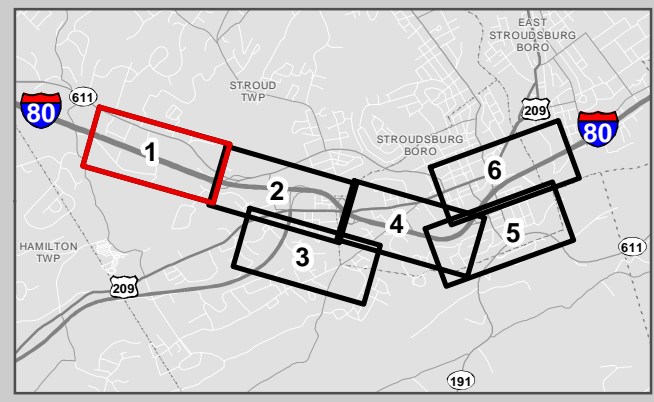 EAST
STROUDSBURG
BORO
STROUD
TWP
611
80
209
80
STROUDSBURG
BORO
1
6
2
4
5
HAMILTON
TWP
3
611
209
191